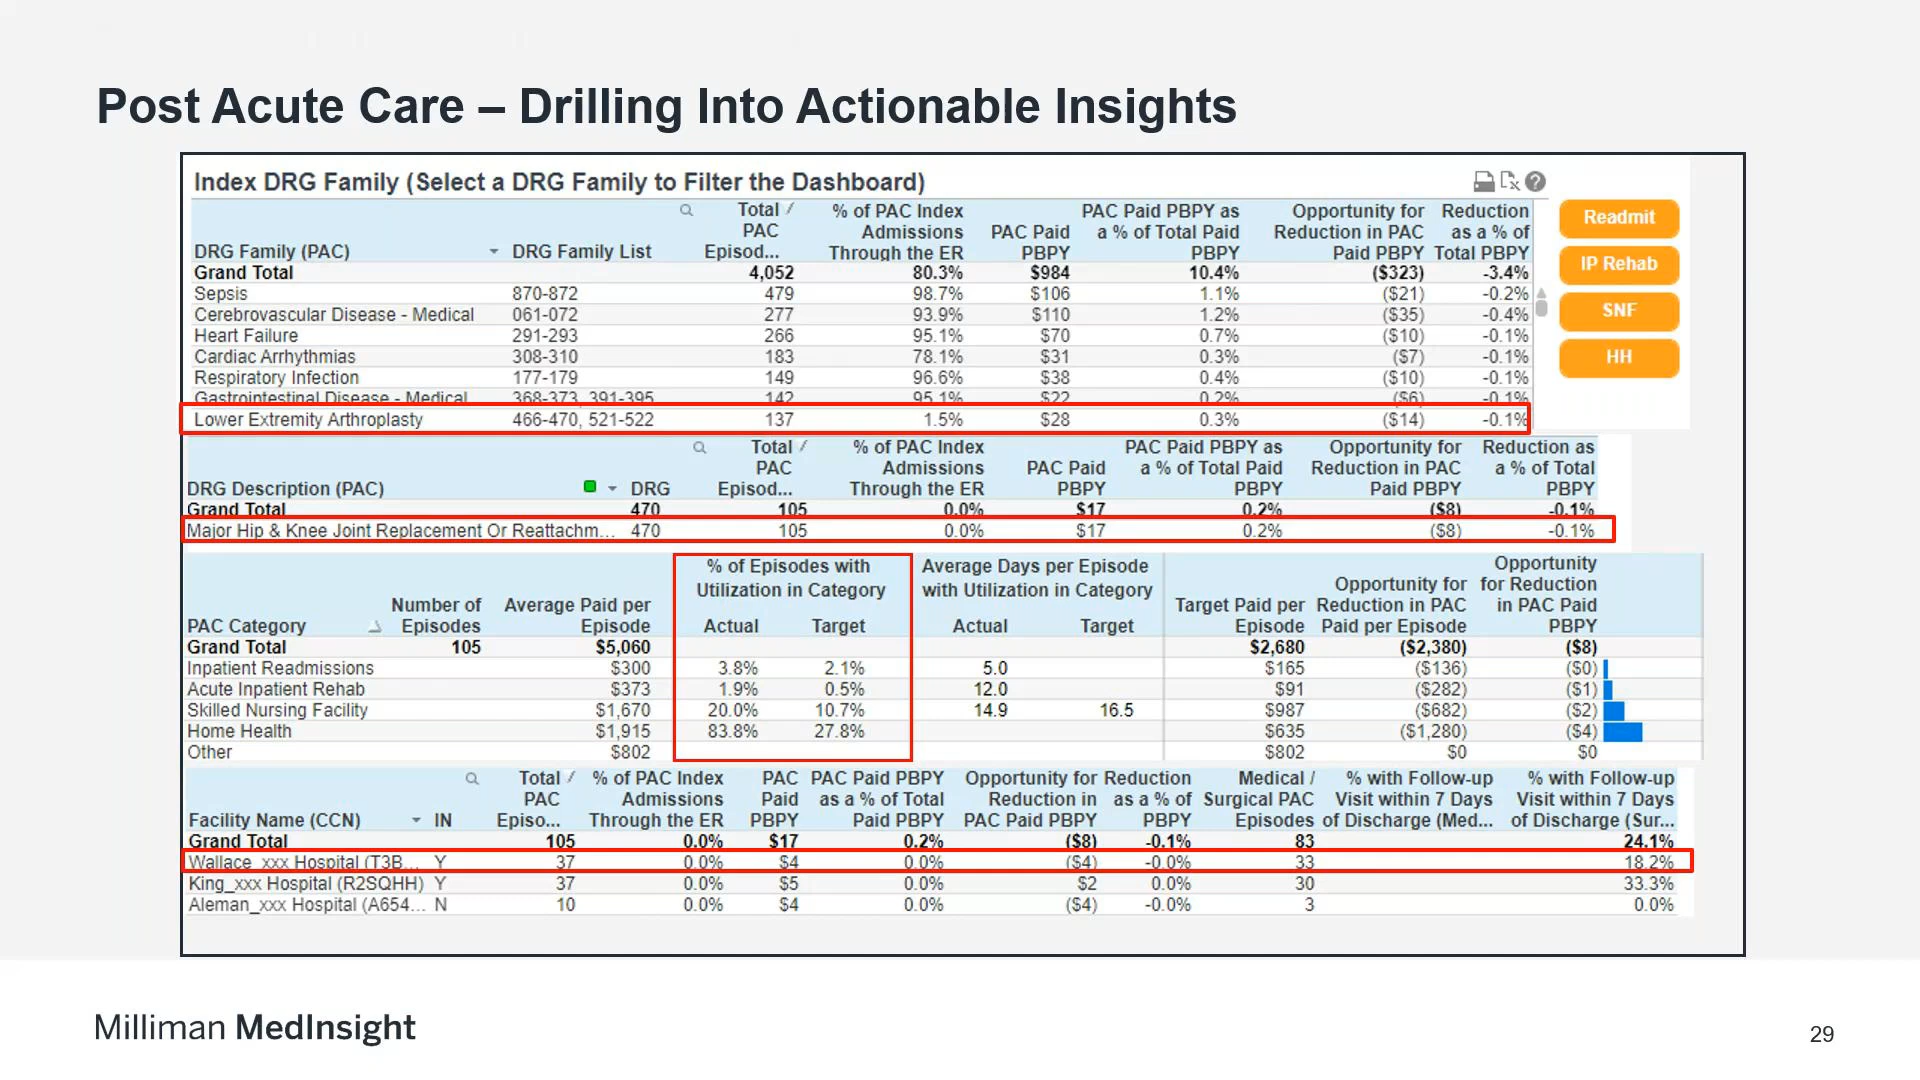 Post Acute Care – Drilling Into Actionable Insights
Index DRG Family (Select a DRG Family to Filter the Dashboard)
DRG Family (PAC) DRG Family List Total / PAC Episod... % of PAC Index Admissions Through the ER PAC Paid PBPY PAC Paid PBPY as a % of Total Paid PBPY Opportunity for Reduction in PAC Paid PBPY Reduction as a % of Total PBPY
Grand Total 4,052 80.3% $984 10.4% ($323) -3.4%
Sepsis 870-872 479 98.7% $106 1.1% ($21) -0.2%
Cerebrovascular Disease - Medical 061-072 277 93.9% $110 1.2% ($35) -0.4%
Heart Failure 291-293 266 95.1% $70 0.7% ($10) -0.1%
Cardiac Arrhythmias 308-310 183 78.1% $31 0.3% ($7) -0.1%
Respiratory Infection 177-179 149 96.6% $38 0.4% ($10) -0.1%
Gastrointestinal Disease - Medical 368-373, 391-395 142 95.1% $22 0.2% ($6) -0.1%
Lower Extremity Arthroplasty 466-470, 521-522 137 1.5% $28 0.3% ($14) -0.1%
Readmit
IP Rehab
SNF
HH
DRG Description (PAC) DRG Total / PAC Episod... % of PAC Index Admissions Through the ER PAC Paid PBPY PAC Paid PBPY as a % of Total Paid PBPY Opportunity for Reduction in PAC Paid PBPY Reduction as a % of Total PBPY
Grand Total 470 105 0.0% $17 0.2% ($8) -0.1%
Major Hip & Knee Joint Replacement Or Reattachm... 470 105 0.0% $17 0.2% ($8) -0.1%
PAC Category Number of Episodes Average Paid per Episode % of Episodes with Utilization in Category Actual Target Average Days per Episode with Utilization in Category Actual Target Target Paid per Episode Opportunity for Reduction in PAC Paid per Episode Opportunity for Reduction in PAC Paid PBPY
Grand Total 105 $5,060 $2,680 ($2,380) ($8)
Inpatient Readmissions $300 3.8% 2.1% 5.0 $165 ($136) ($0)
Acute Inpatient Rehab $373 1.9% 0.5% 12.0 $91 ($282) ($1)
Skilled Nursing Facility $1,670 20.0% 10.7% 14.9 16.5 $987 ($682) ($2)
Home Health $1,915 83.8% 27.8% $635 ($1,280) ($4)
Other $802 $802 $0 $0
Facility Name (CCN) IN Total / PAC Episo... % of PAC Index Admissions Through the ER PAC Paid PBPY PAC Paid PBPY as a % of Total Paid PBPY Opportunity for Reduction in PAC Paid PBPY Reduction as a % of PBPY Medical / Surgical PAC Episodes % with Follow-up Visit within 7 Days of Discharge (Med... % with Follow-up Visit within 7 Days of Discharge (Sur...
Grand Total 105 0.0% $17 0.2% ($8) -0.1% 83 24.1%
Wallace_xxx Hospital (T3B... Y 37 0.0% $4 0.0% ($4) -0.0% 33 18.2%
King_xxx Hospital (R2SQHH) Y 37 0.0% $5 0.0% $2 0.0% 30 33.3%
Aleman_xxx Hospital (A654... N 10 0.0% $4 0.0% ($4) -0.0% 3 0.0%
Milliman MedInsight
29